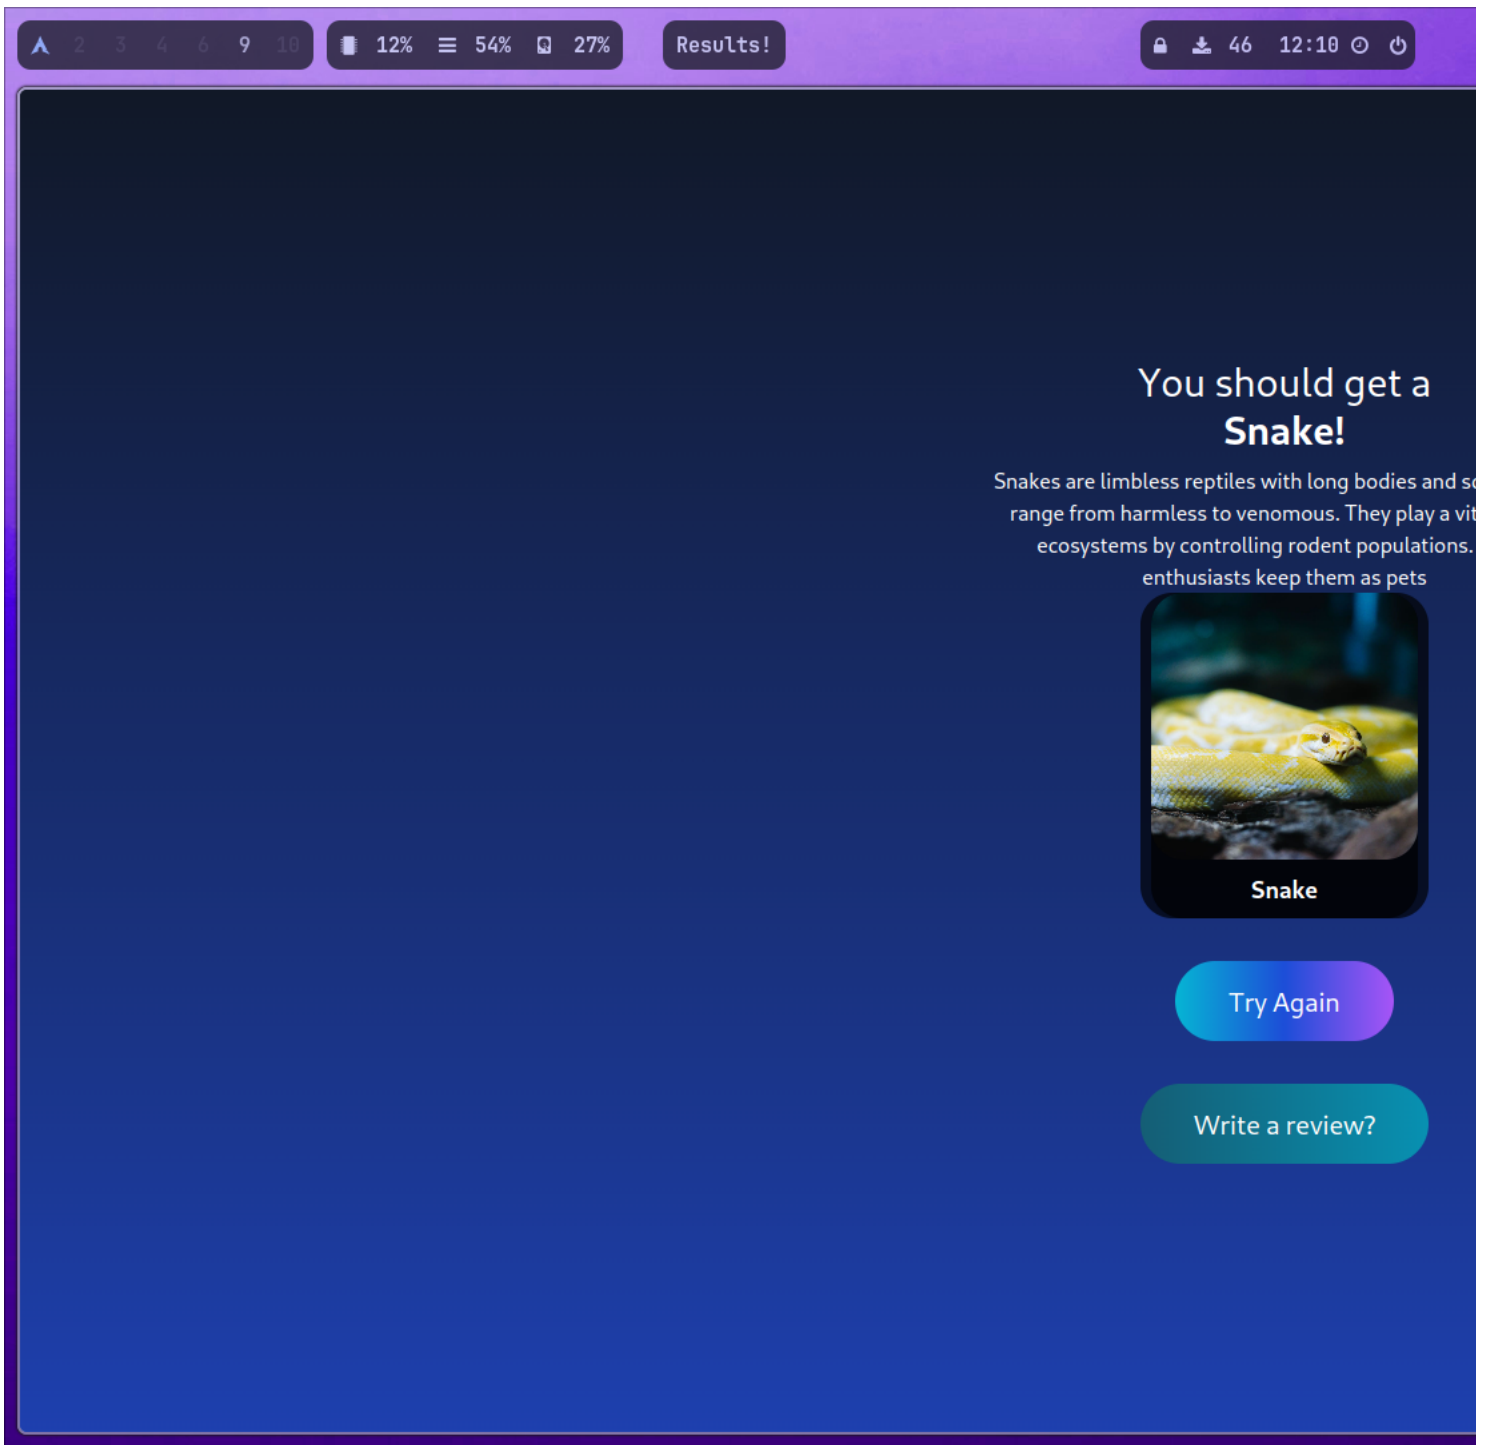 2 3 4 6 9 10 12% 54% 27% Results! 46 12:10
You should get a
Snake!
Snakes are limbless reptiles with long bodies and
range from harmless to venomous. They play a
ecosystems by controlling rodent populations.
enthusiasts keep them as pets
Snake
Try Again
Write a review?